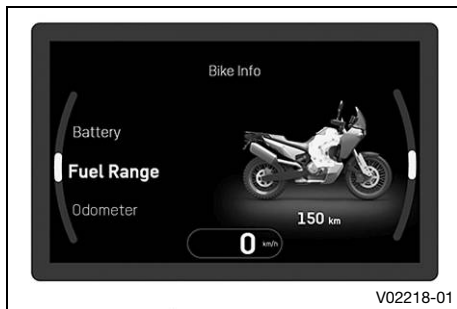 Bike Info
Battery
Fuel Range
Odometer
150 km
0 km/h
V02218-01